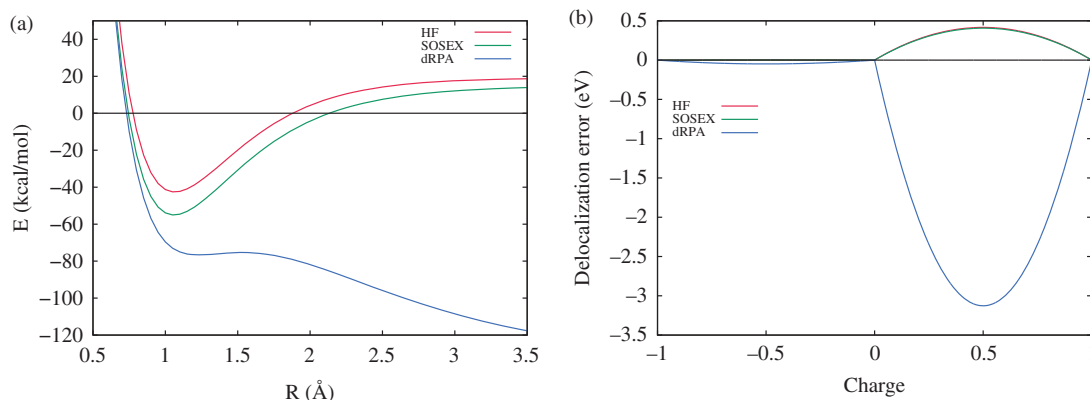 (a)
E (kcal/mol)
40
20
0
−20
−40
−60
−80
−100
−120
HF
SOSEX
dRPA
0.5 1 1.5 2 2.5 3 3.5
R (Å)
(b)
Delocalization error (eV)
0.5
0
−0.5
−1
−1.5
−2
−2.5
−3
−3.5
HF
SOSEX
dRPA
−1 −0.5 0 0.5
Charge